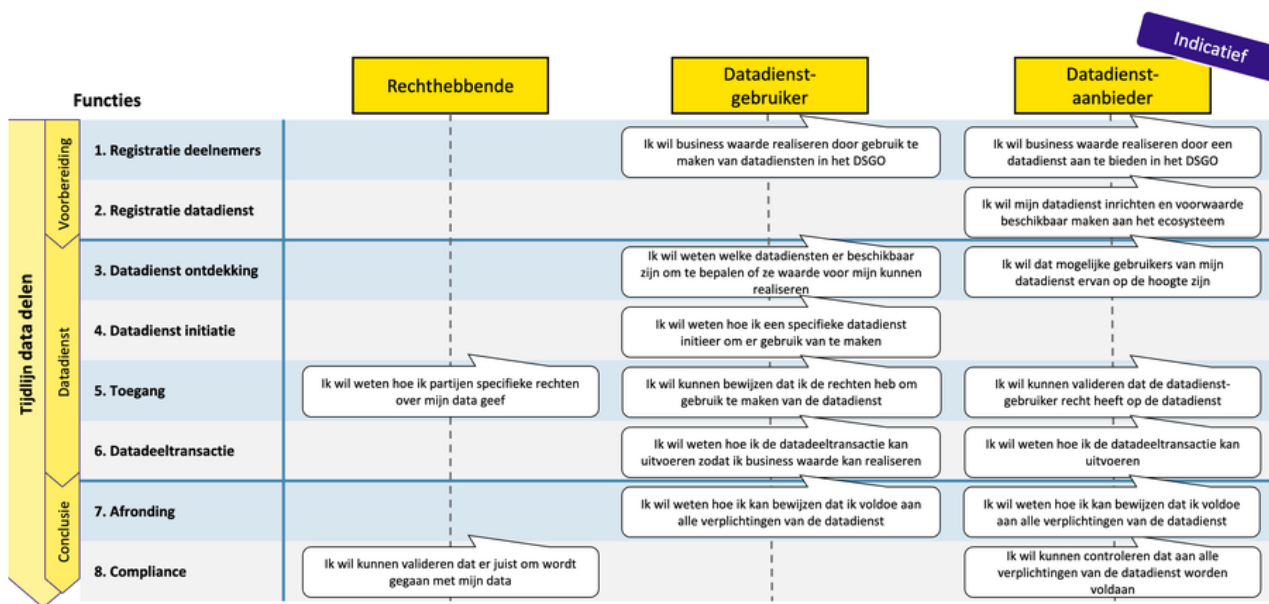 Indicatief
Rechthebbende
Datadienst-
gebruiker
Datadienst-
aanbieder
Functies
Tijdlijn data delen
Voorbereiding
1. Registratie deelnemers
Ik wil business waarde realiseren door gebruik te
maken van datadiensten in het DSGO
Ik wil business waarde realiseren door een
datadienst aan te bieden in het DSGO
2. Registratie datadienst
Ik wil mijn datadienst inrichten en voorwaarde
beschikbaar maken aan het ecosysteem
Datadienst
3. Datadienst ontdekking
Ik wil weten welke datadiensten er beschikbaar
zijn om te bepalen of ze waarde voor mijn kunnen
realiseren
Ik wil dat mogelijke gebruikers van mijn
datadienst ervan op de hoogte zijn
4. Datadienst initiatie
Ik wil weten hoe ik een specifieke datadienst
initieer om er gebruik van te maken
5. Toegang
Ik wil weten hoe ik partijen specifieke rechten
over mijn data geef
Ik wil kunnen bewijzen dat ik de rechten heb om
gebruik te maken van de datadienst
Ik wil kunnen valideren dat de datadienst-
gebruiker recht heeft op de datadienst
6. Datadeeltransactie
Ik wil weten hoe ik de datadeeltransactie kan
uitvoeren zodat ik business waarde kan realiseren
Ik wil weten hoe ik de datadeeltransactie kan
uitvoeren
Conclusie
7. Afronding
Ik wil weten hoe ik kan bewijzen dat ik voldoe aan
alle verplichtingen van de datadienst
Ik wil weten hoe ik kan bewijzen dat ik voldoe
aan alle verplichtingen van de datadienst
8. Compliance
Ik wil kunnen valideren dat er juist om wordt
gegaan met mijn data
Ik wil kunnen controleren dat aan alle
verplichtingen van de datadienst worden
voldaan